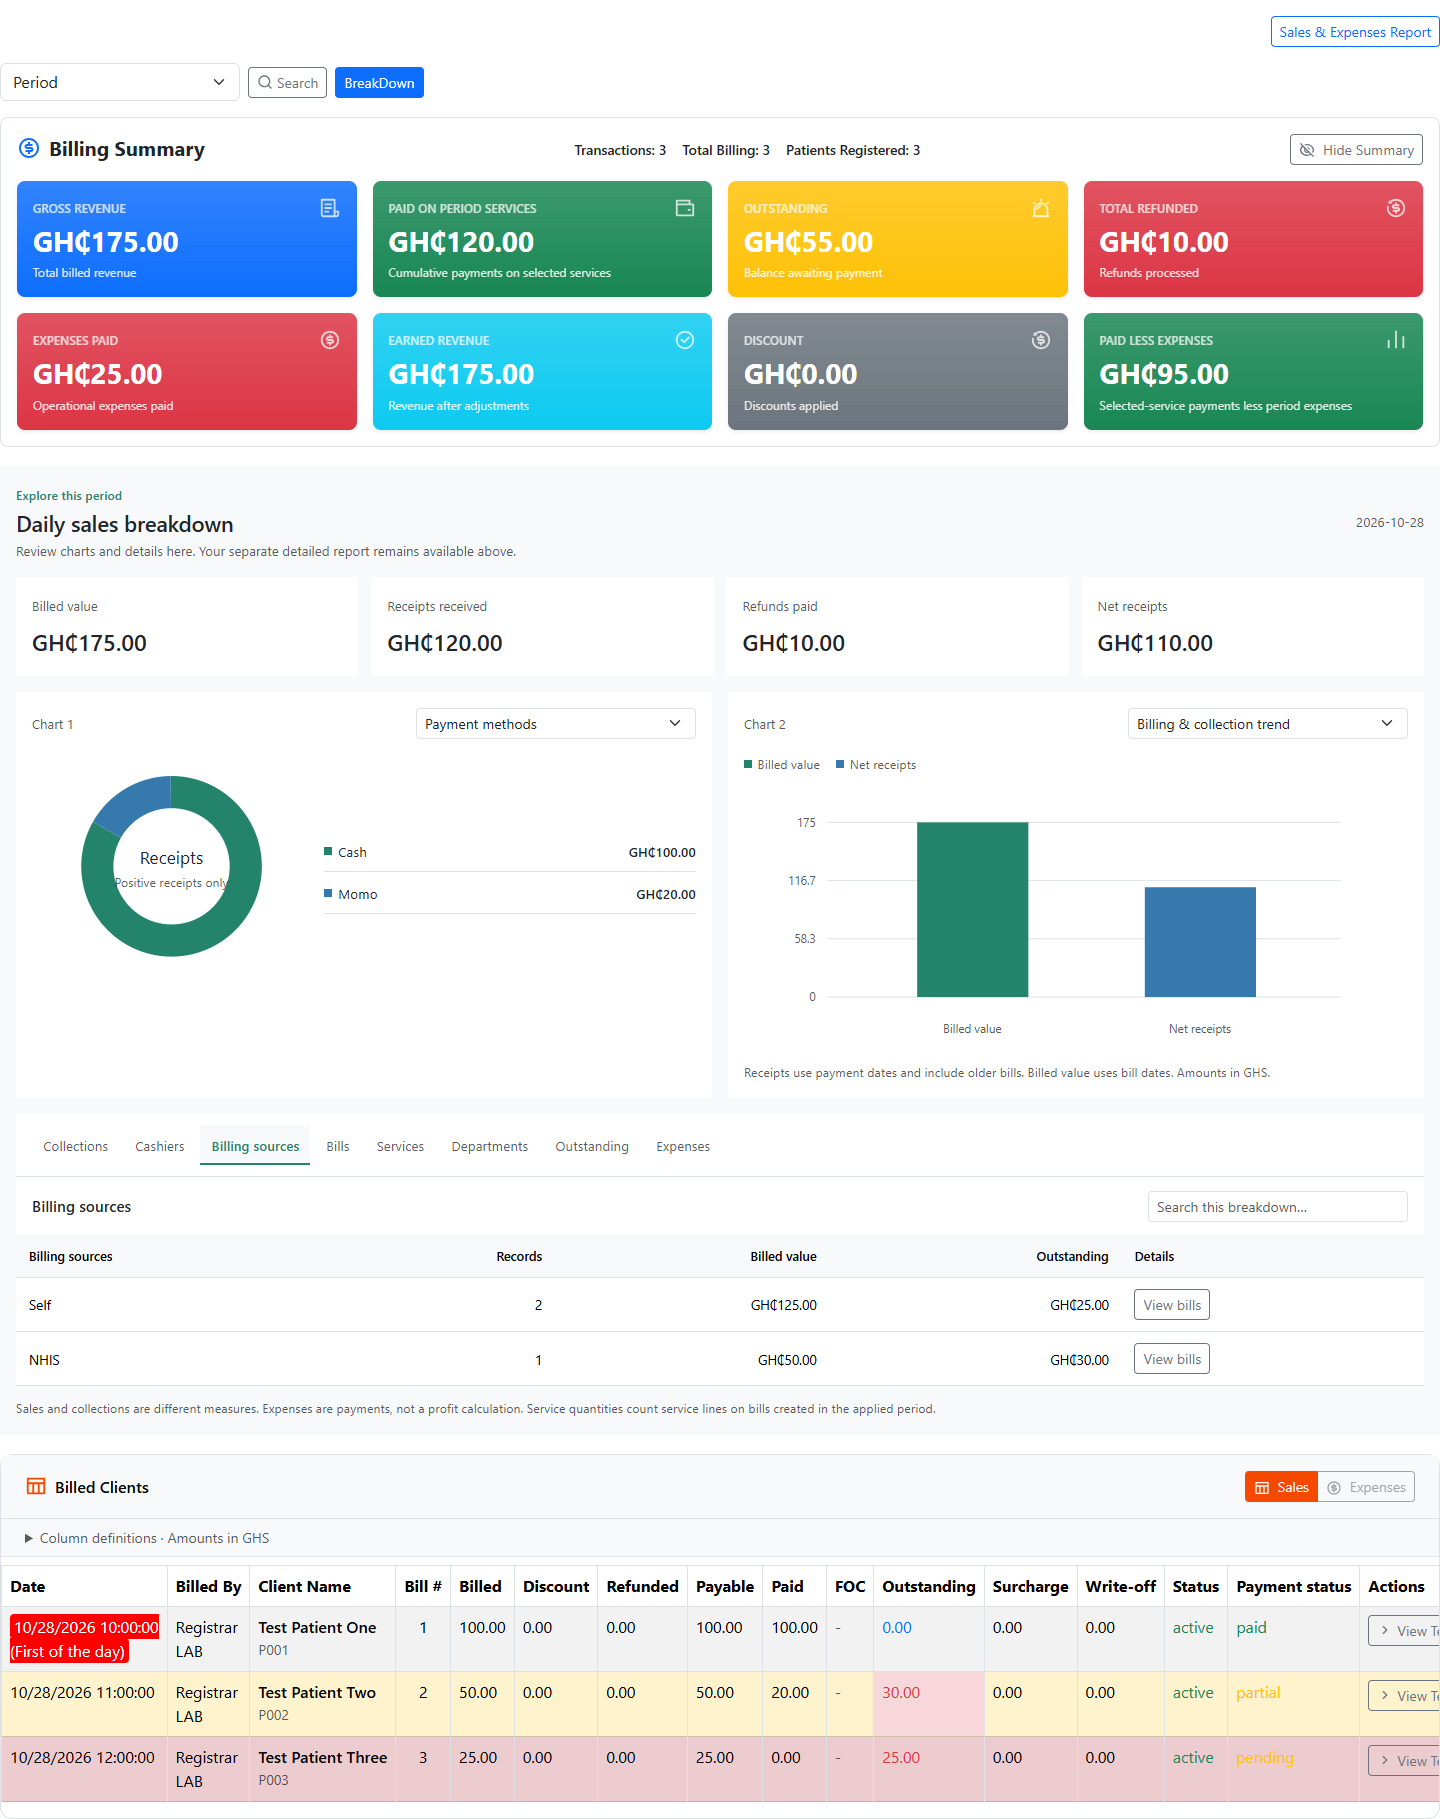 Sales & Expenses Report
Period
Search
BreakDown
Billing Summary
Transactions: 3 Total Billing: 3 Patients Registered: 3
Hide Summary
GROSS REVENUE
GH₵175.00
Total billed revenue
PAID ON PERIOD SERVICES
GH₵120.00
Cumulative payments on selected services
OUTSTANDING
GH₵55.00
Balance awaiting payment
TOTAL REFUNDED
GH₵10.00
Refunds processed
EXPENSES PAID
GH₵25.00
Operational expenses paid
EARNED REVENUE
GH₵175.00
Revenue after adjustments
DISCOUNT
GH₵0.00
Discounts applied
PAID LESS EXPENSES
GH₵95.00
Selected-service payments less period expenses
Explore this period
Daily sales breakdown
2026-10-28
Review charts and details here. Your separate detailed report remains available above.
Billed value
GH₵175.00
Receipts received
GH₵120.00
Refunds paid
GH₵10.00
Net receipts
GH₵110.00
Chart 1
Payment methods
Receipts
Positive receipts only
Cash GH₵100.00
Momo GH₵20.00
Chart 2
Billing & collection trend
Billed value Net receipts
175
116.7
58.3
0
Billed value Net receipts
Receipts use payment dates and include older bills. Billed value uses bill dates. Amounts in GHS.
Collections Cashiers Billing sources Bills Services Departments Outstanding Expenses
Billing sources
Search this breakdown...
Billing sources Records Billed value Outstanding Details
Self 2 GH₵125.00 GH₵25.00 View bills
NHIS 1 GH₵50.00 GH₵30.00 View bills
Sales and collections are different measures. Expenses are payments, not a profit calculation. Service quantities count service lines on bills created in the applied period.
Billed Clients
Sales Expenses
Column definitions · Amounts in GHS
Date Billed By Client Name Bill # Billed Discount Refunded Payable Paid FOC Outstanding Surcharge Write-off Status Payment status Actions
10/28/2026 10:00:00 Registrar Test Patient One 1 100.00 0.00 0.00 100.00 100.00 - 0.00 0.00 0.00 active paid View Te
(First of the day) LAB P001
10/28/2026 11:00:00 Registrar Test Patient Two 2 50.00 0.00 0.00 50.00 20.00 - 30.00 0.00 0.00 active partial View Te
LAB P002
10/28/2026 12:00:00 Registrar Test Patient Three 3 25.00 0.00 0.00 25.00 0.00 - 25.00 0.00 0.00 active pending View Te
LAB P003